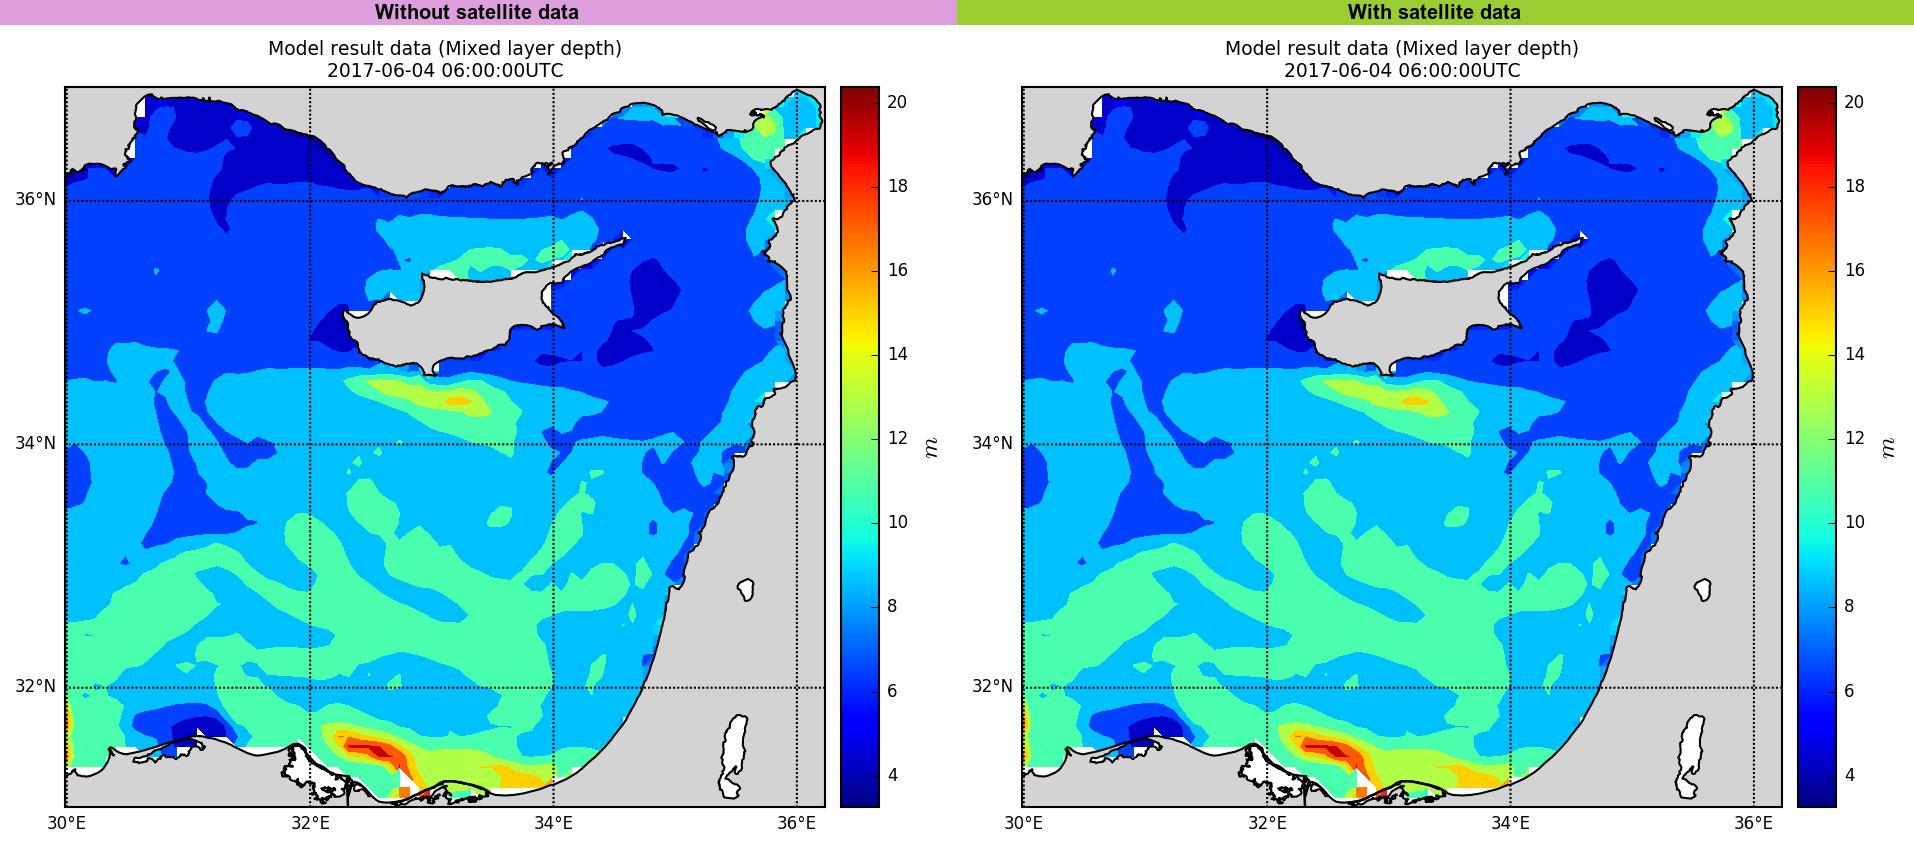 Without satellite data
With satellite data
Model result data (Mixed layer depth)
2017-06-04 06:00:00UTC
Model result data (Mixed layer depth)
2017-06-04 06:00:00UTC
36°N
34°N
32°N
30°E
32°E
34°E
36°E
20
18
16
14
12
10
8
6
4
m
36°N
34°N
32°N
30°E
32°E
34°E
36°E
20
18
16
14
12
10
8
6
4
m